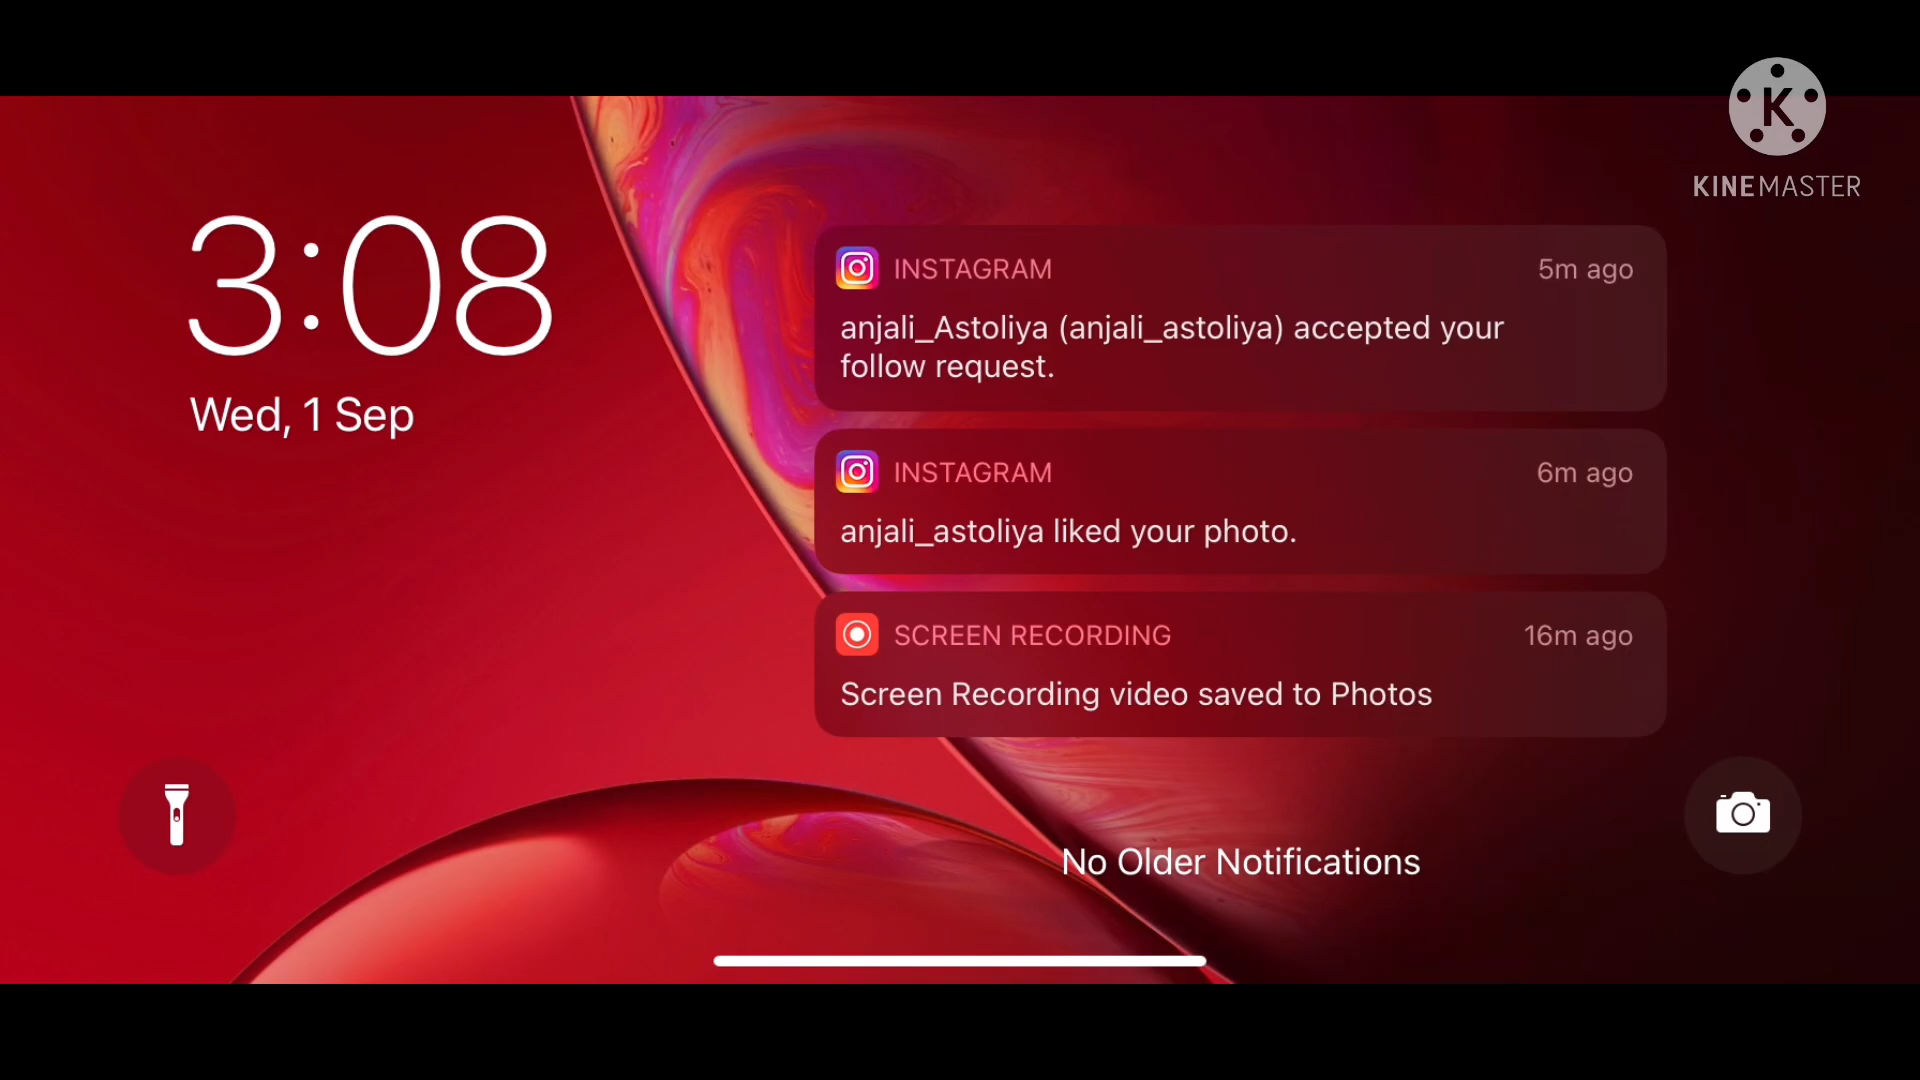 K
KINEMASTER
3:08
Wed, 1 Sep
INSTAGRAM
5m ago
anjali_Astoliya (anjali_astoliya) accepted your
follow request.
INSTAGRAM
6m ago
anjali_astoliya liked your photo.
SCREEN RECORDING
16m ago
Screen Recording video saved to Photos
No Older Notifications